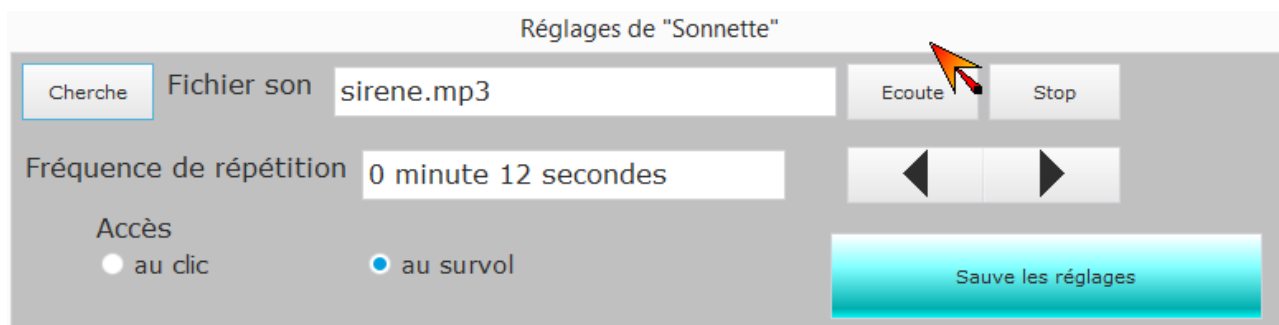 Réglages de "Sonnette"
Cherche Fichier son sirene.mp3 Ecoute Stop
Fréquence de répétition 0 minute 12 secondes
Accès
au clic au survol Sauve les réglages